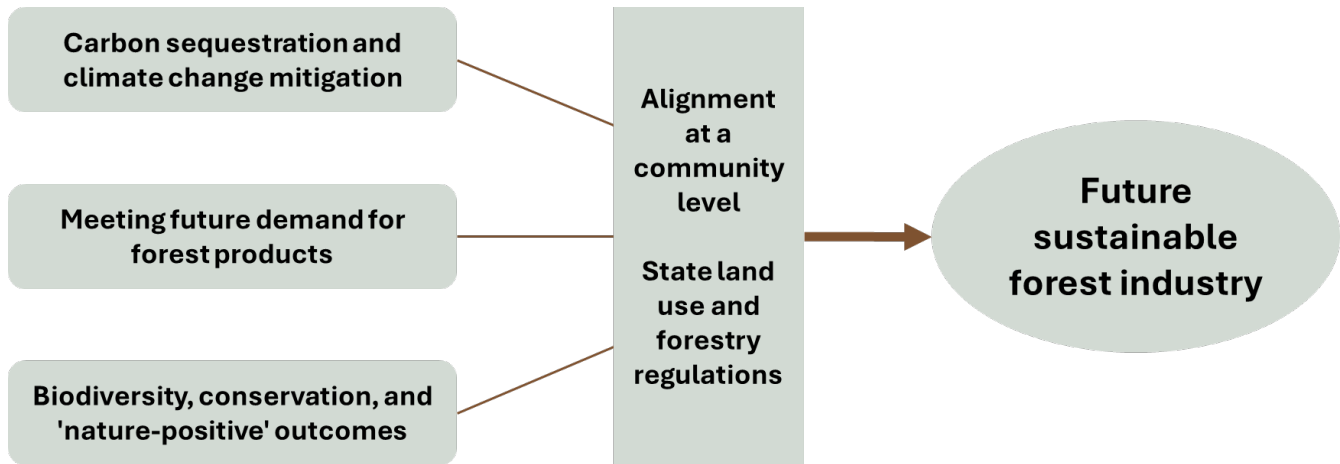 Carbon sequestration and
climate change mitigation
Meeting future demand for
forest products
Biodiversity, conservation, and
'nature-positive' outcomes
Alignment
at a
community
level
State land
use and
forestry
regulations
Future
sustainable
forest industry